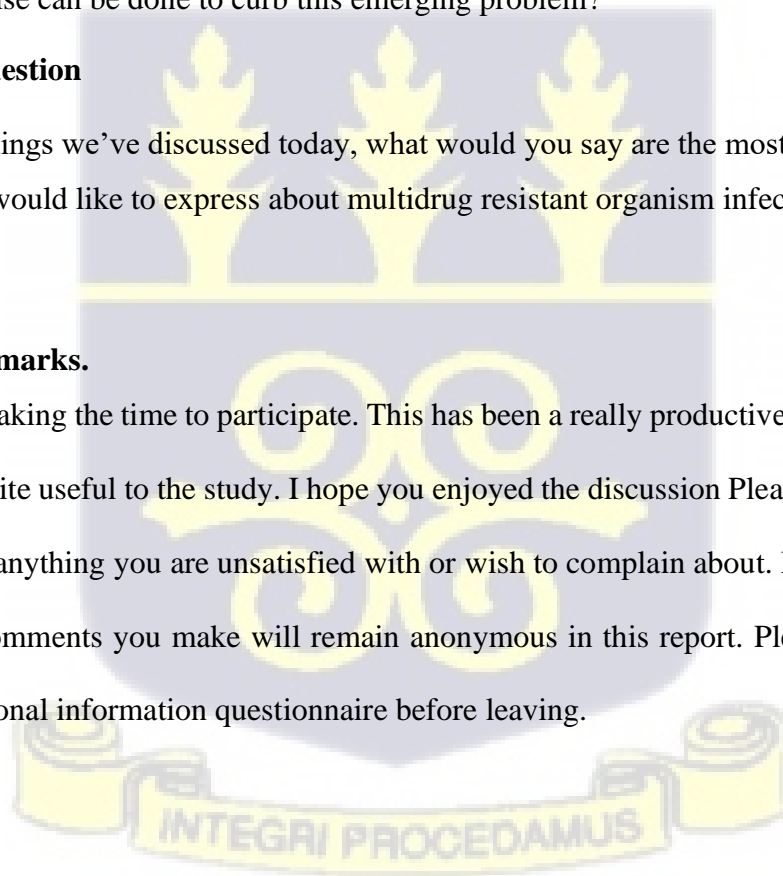 se can be done to curb this emerging problem?
estion
ings we've discussed today, what would you say are the most
would like to express about multidrug resistant organism infec
marks.
aking the time to participate. This has been a really productive
ite useful to the study. I hope you enjoyed the discussion Plea
anything you are unsatisfied with or wish to complain about.
omments you make will remain anonymous in this report. Ple
onal information questionnaire before leaving.
INTEGRI PROCEDAMUS